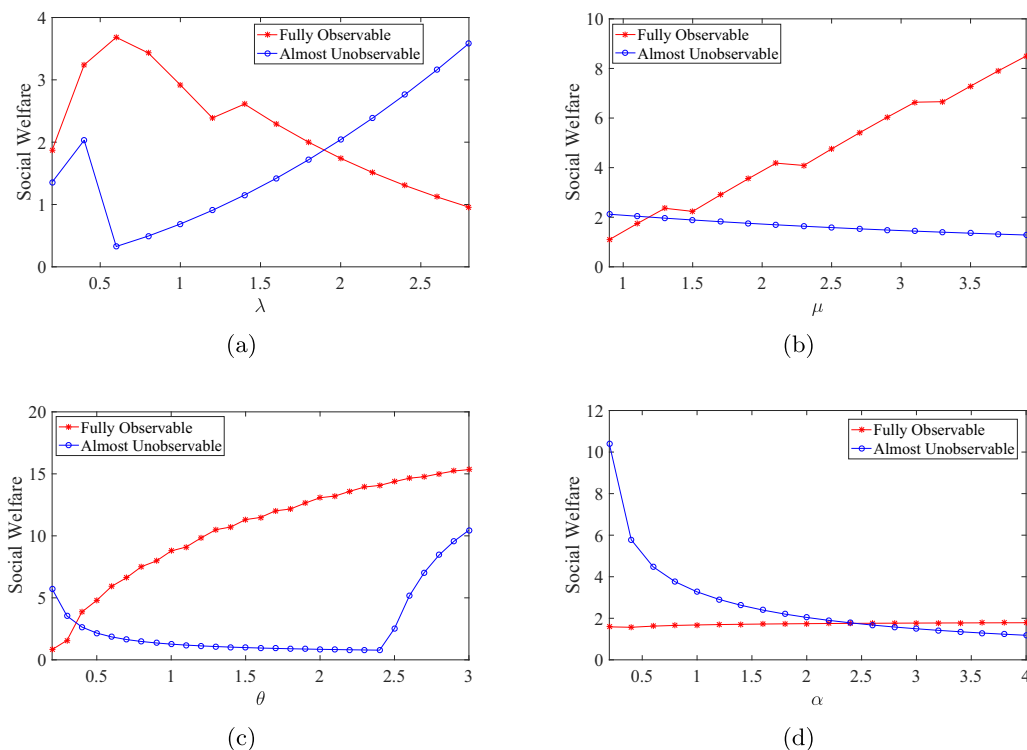 4
3
2
1
0
Social Welfare
Fully Observable
Almost Unobservable
0.5 1 1.5 2 2.5
λ
(a)
10
8
6
4
2
0
Social Welfare
Fully Observable
Almost Unobservable
1 1.5 2 2.5 3 3.5
μ
(b)
20
15
10
5
0
Social Welfare
Fully Observable
Almost Unobservable
0.5 1 1.5 2 2.5 3
θ
(c)
12
10
8
6
4
2
0
Social Welfare
Fully Observable
Almost Unobservable
0.5 1 1.5 2 2.5 3 3.5 4
α
(d)